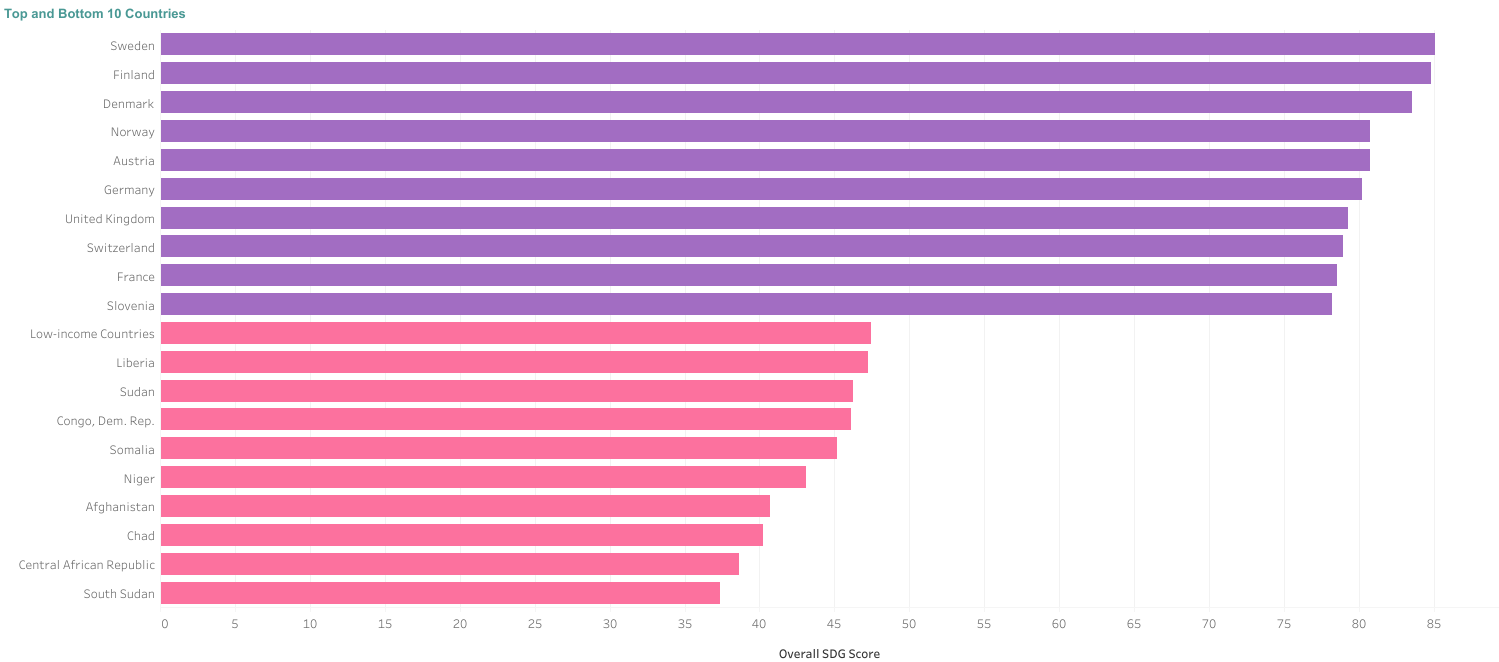 Top and Bottom 10 Countries
Sweden
Finland
Denmark
Norway
Austria
Germany
United Kingdom
Switzerland
France
Slovenia
Low-income Countries
Liberia
Sudan
Congo, Dem. Rep.
Somalia
Niger
Afghanistan
Chad
Central African Republic
South Sudan
0 5 10 15 20 25 30 35 40 45 50 55 60 65 70 75 80 85
Overall SDG Score